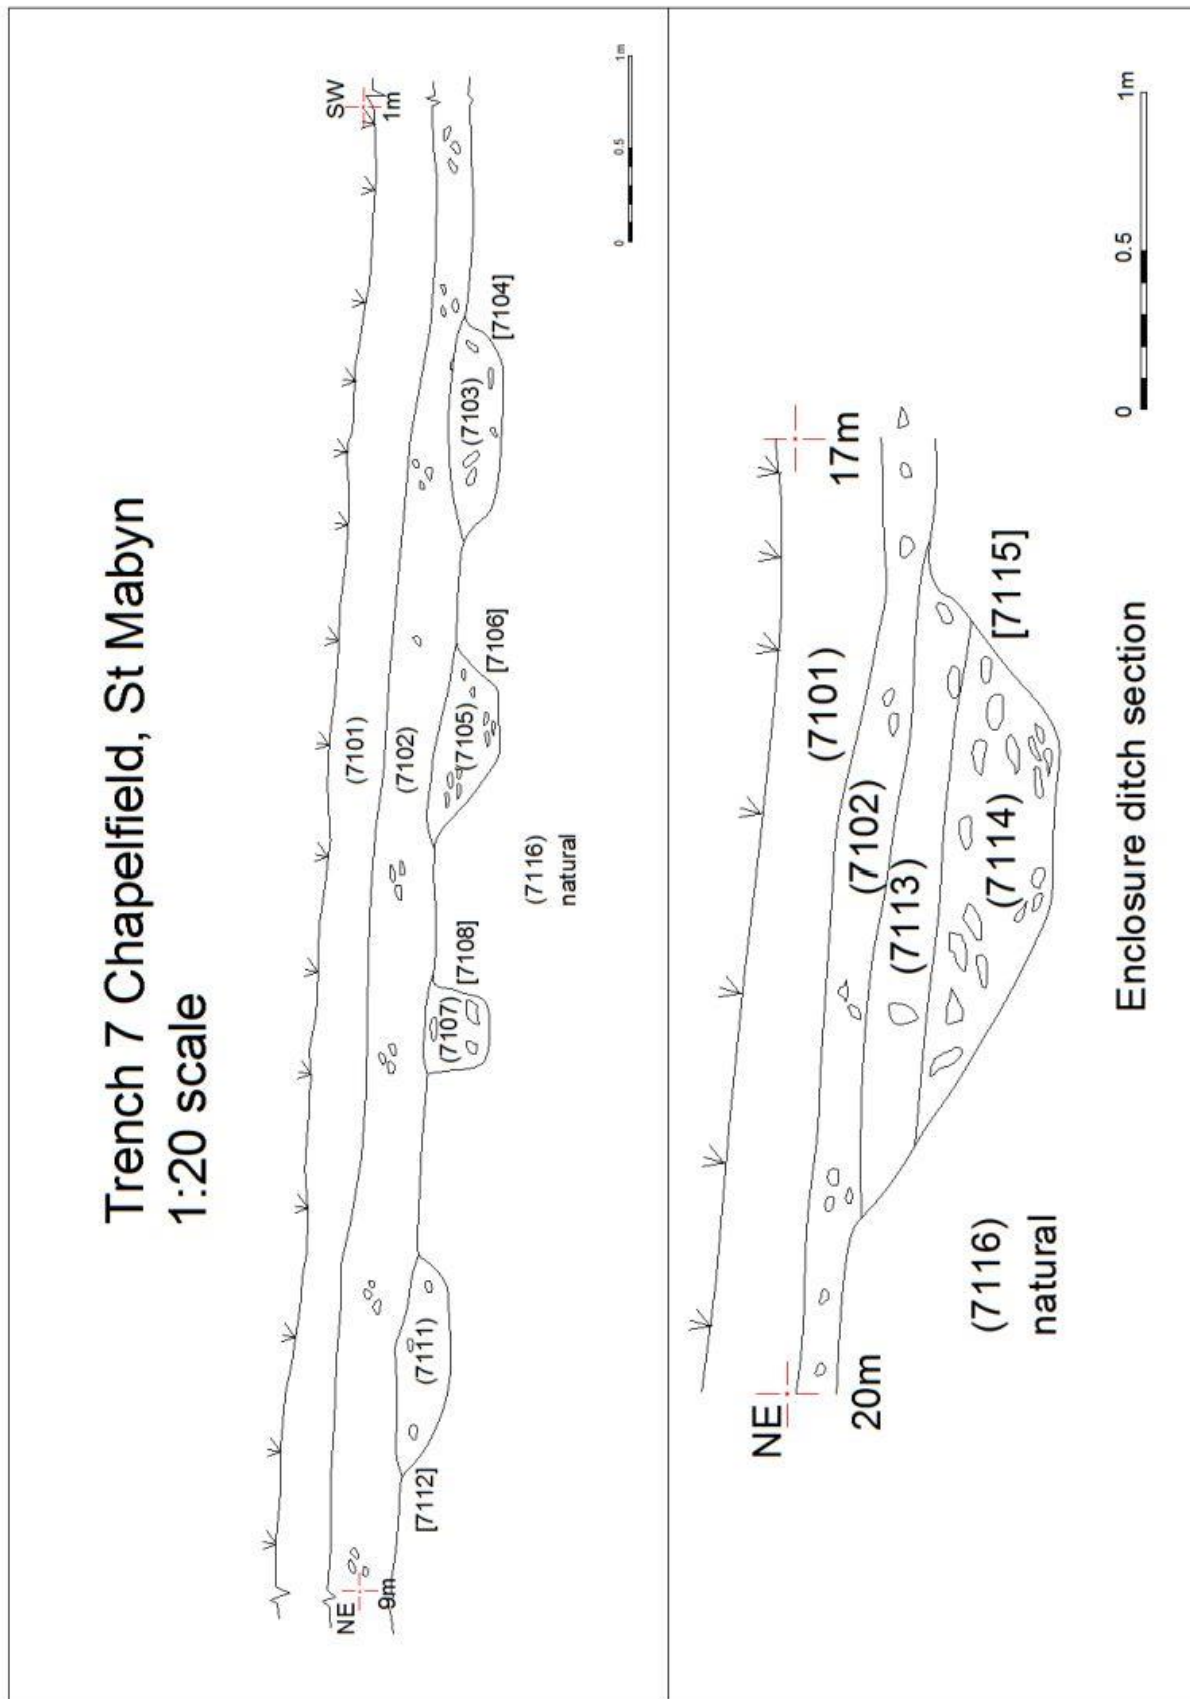 Trench 7 Chapelfield, St Mabyn
1:20 scale
NE
9m
SW
1m
(7101)
(7102)
[7112]
(7111)
(7107)
[7108]
(7105)
[7106]
(7103)
[7104]
(7116)
natural
0 0.5 1m
NE
20m
17m
(7101)
(7102)
(7113)
(7114)
[7115]
(7116)
natural
Enclosure ditch section
0 0.5 1m